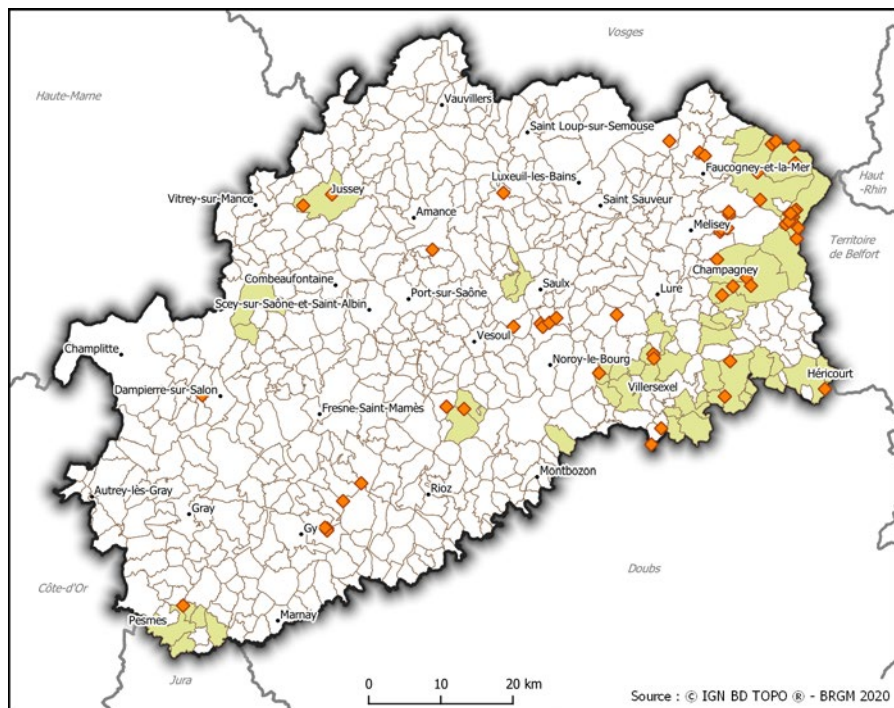 Vosges
Haute-Marne
Vauvillers
Saint Loup-sur-Semouse
Faucogney-et-la-Mer
Haut
-Rhin
Luxeuil-les-Bains
Jussey
Vitrey-sur-Mance
Saint Sauveur
Amance
Melisey
Territoire
de Belfort
Champagney
Combeaufontaine
Port-sur-Saône
Saulx
Lure
Scey-sur-Saône-et-Saint-Albin
Vesoul
Champlitte
Noroy-le-Bourg
Héricourt
Villersexel
Dampierre-sur-Salon
Fresne-Saint-Mamès
Montbozon
Autrey-lès-Gray
Rioz
Gray
Gy
Doubs
Côte-d'Or
Pesmes
Marnay
Jura
0 20 km
Source : © IGN BD TOPO ® - BRGM 2020